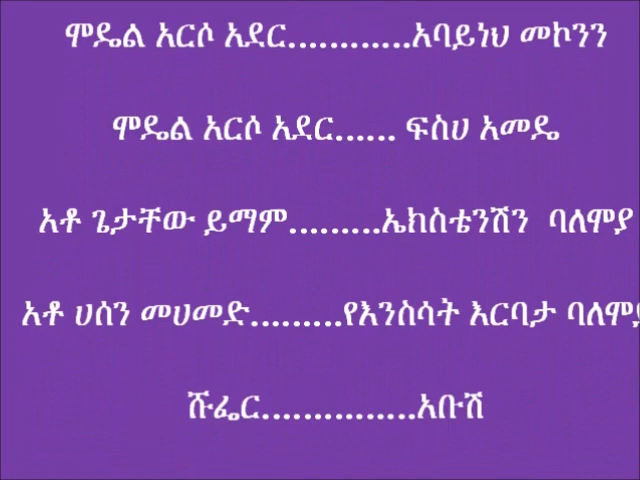 ሞዴል አርሶ አደር............አባይነህ መኮንን
ሞዴል አርሶ አደር...... ፍስሀ አመዴ
አቶ ጌታቸው ይማም.........ኤክስቴንሽን ባለሞያ
አቶ ሀሰን መሀመድ.........የእንስሳት እርባታ ባለሞያ
ሹፌር...............አቡሽ